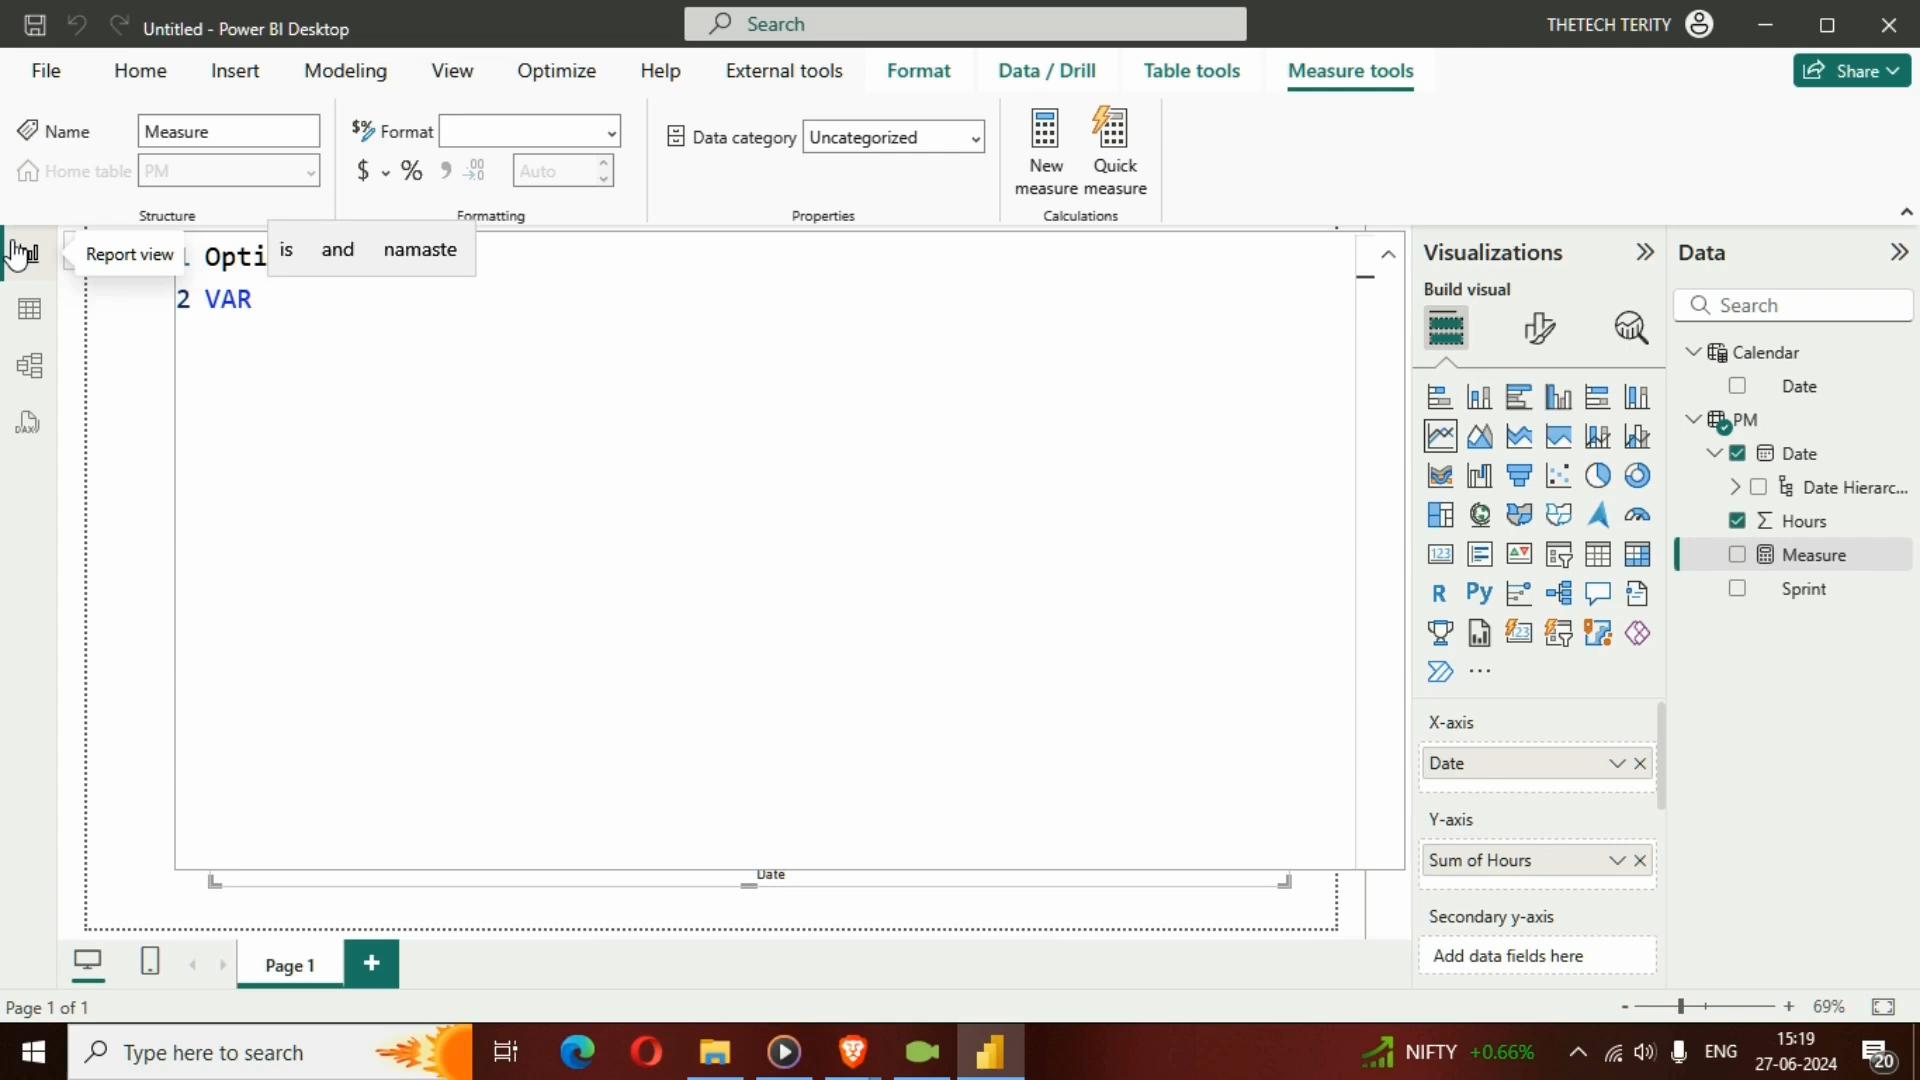 Untitled - Power BI Desktop
Search
THETECH TERITY
File Home Insert Modeling View Optimize Help External tools Format Data / Drill Table tools Measure tools
Share
Name Measure
Format
Data category Uncategorized
New measure
Quick measure
Home table PM
$ % Auto
Structure Formatting Properties Calculations
Report view
is and namaste
1 Opti
2 VAR
Date
Visualizations
Build visual
123
R Py
123
X-axis
Date
Y-axis
Sum of Hours
Secondary y-axis
Add data fields here
Data
Search
Calendar
Date
PM
Date
Date Hierarc...
Hours
Measure
Sprint
DAX
Page 1
Page 1 of 1
- + 69%
Type here to search
NIFTY +0.66%
ENG
15:19
27-06-2024
20